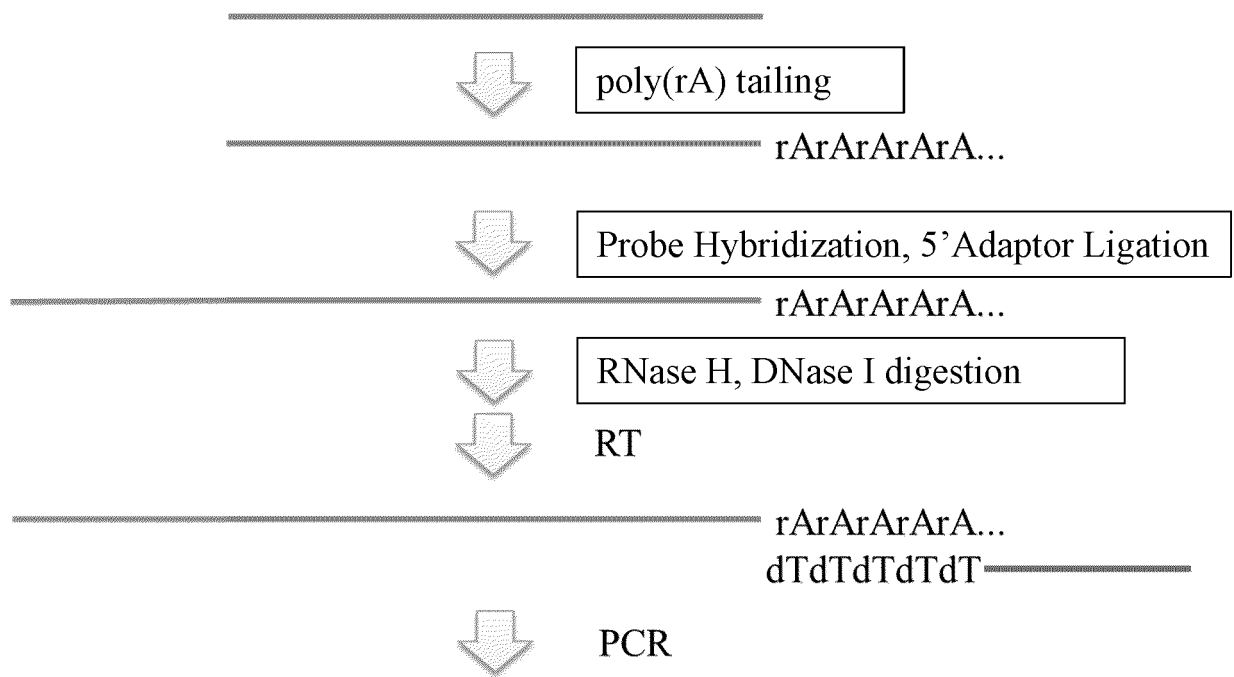 poly(rA) tailing
rArArArArA...
Probe Hybridization, 5’Adaptor Ligation
rArArArArA...
RNase H, DNase I digestion
RT
rArArArArA...
dTdTdTdTdT
PCR